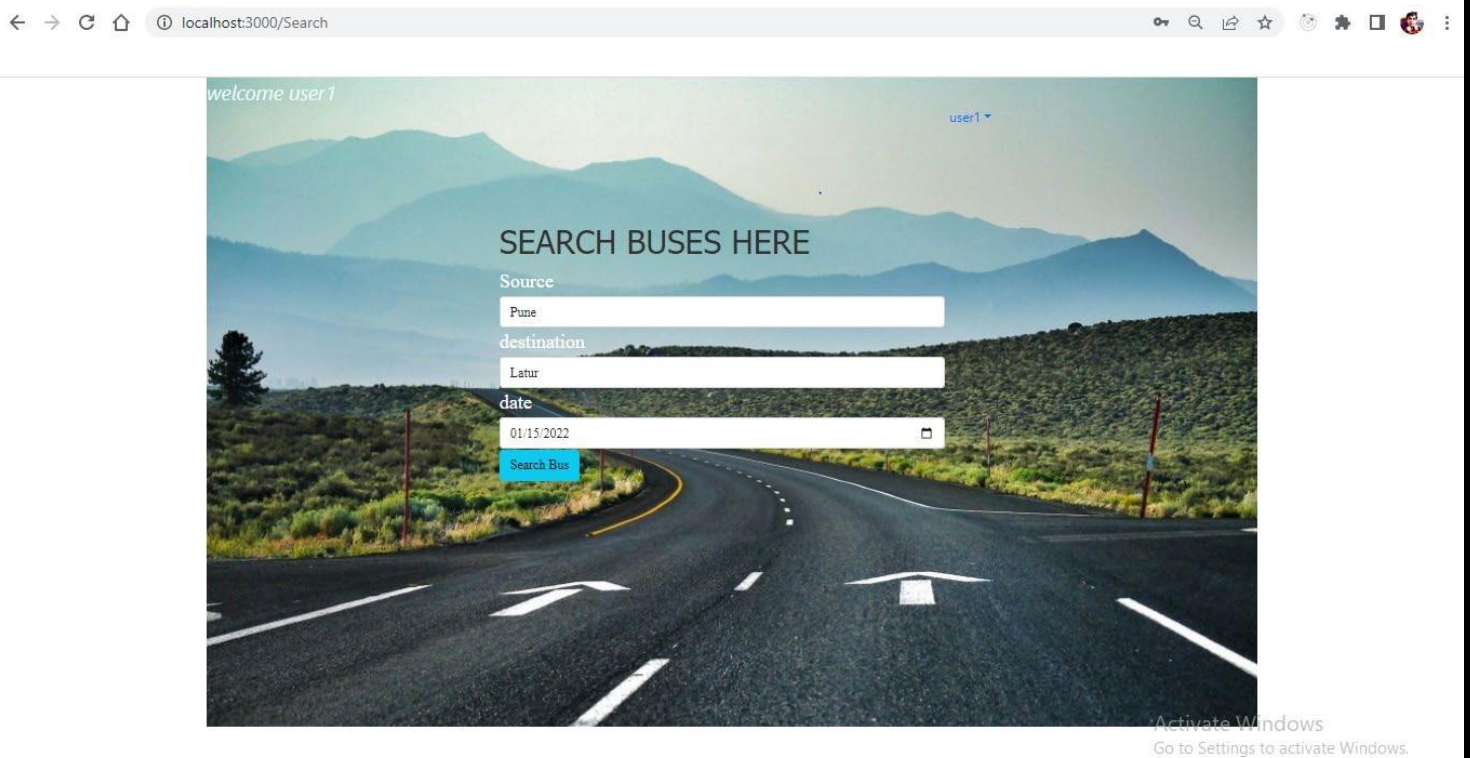 localhost:3000/Search
welcome user1
user1
SEARCH BUSES HERE
Source
Pune
destination
Latur
date
01/15/2022
Search Bus
Activate Windows
Go to Settings to activate Windows.